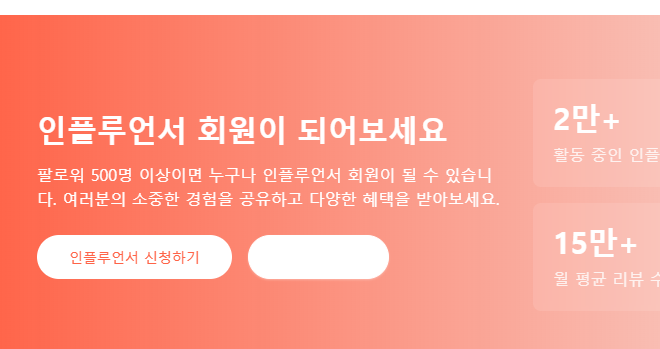 인플루언서 회원이 되어보세요
팔로워 500명 이상이면 누구나 인플루언서 회원이 될 수 있습니
다. 여러분의 소중한 경험을 공유하고 다양한 혜택을 받아보세요.
인플루언서 신청하기
2만+
활동 중인 인플
15만+
월 평균 리뷰